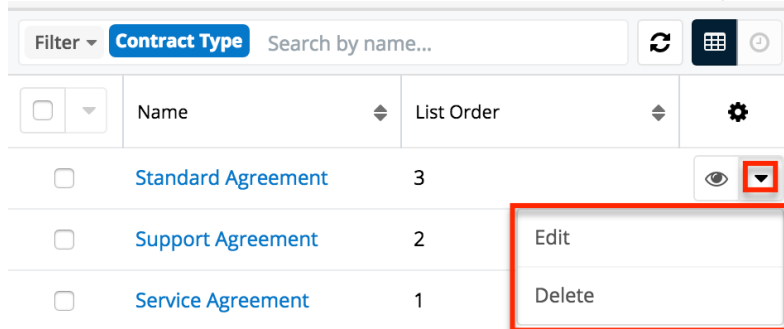 Filter Contract Type Search by name...
Name List Order
Standard Agreement 3
Support Agreement 2 Edit
Service Agreement 1 Delete